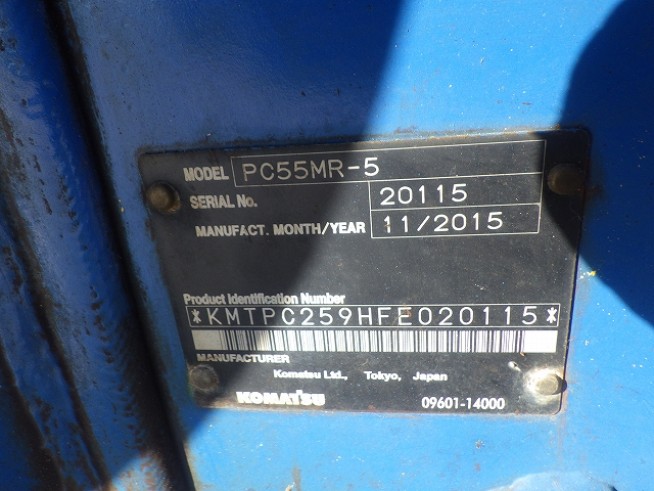 MODEL PC55MR-5
SERIAL No. 20115
MANUFACT. MONTH/YEAR 11/2015
Product Identification Number
*KMTPC259HFE020115*
MANUFACTURER
Komatsu Ltd., Tokyo, Japan
KOMATSU 09601-14000